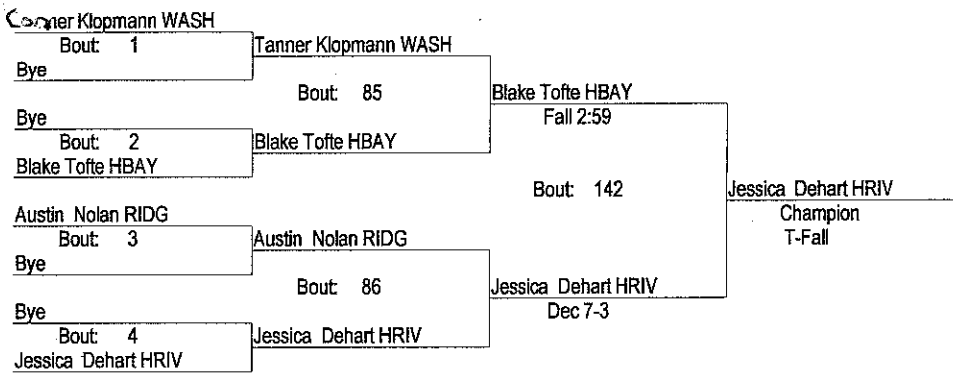 Conner Klopmann WASH
Bout: 1
Bye
Tanner Klopmann WASH
Bout: 85
Bye
Bout: 2
Blake Tofte HBAY
Blake Tofte HBAY
Blake Tofte HBAY
Fall 2:59
Bout: 142
Jessica Dehart HRIV
Champion
T-Fall
Austin Nolan RIDG
Bout: 3
Bye
Austin Nolan RIDG
Bout: 86
Jessica Dehart HRIV
Dec 7-3
Bye
Bout: 4
Jessica Dehart HRIV
Jessica Dehart HRIV